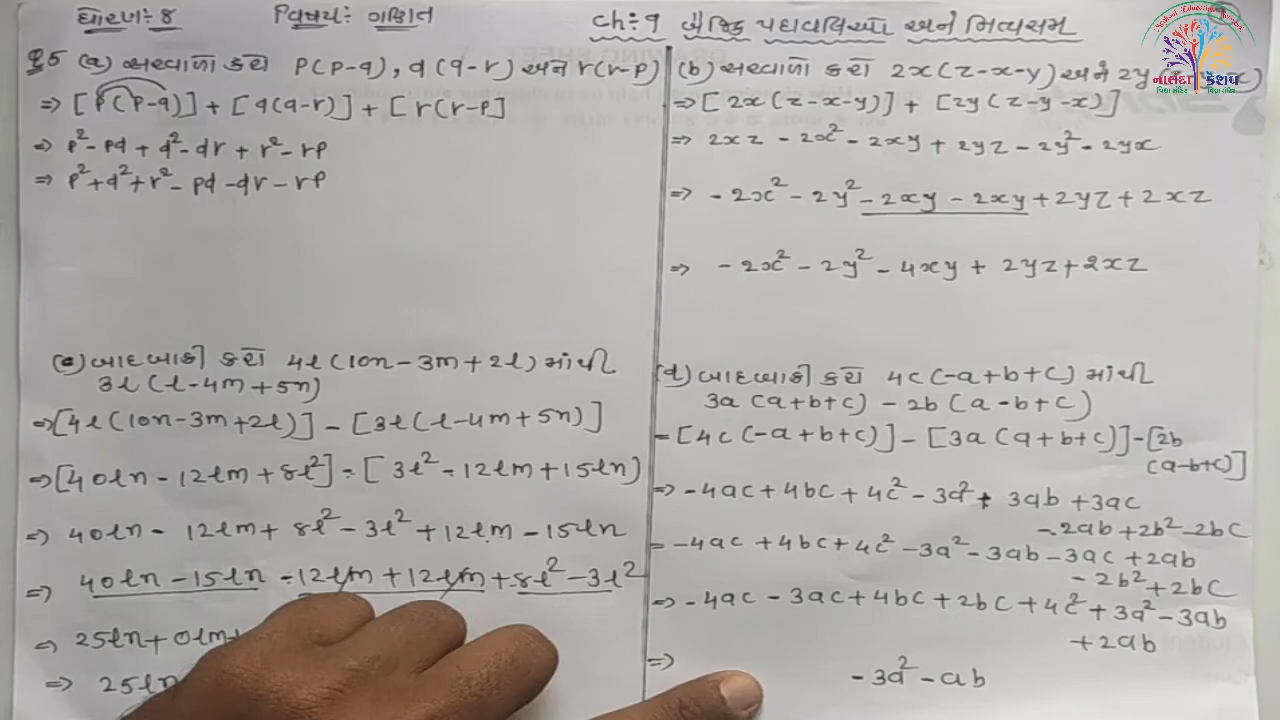 ધોરણ: ૪ વિષય: ગણિત Ch: 9 બૈજિક પદાવલિઓ અને નિત્યસમ
Q5 (a) સરવાળા કરો P(P-q), q(q-r) અને r(r-P)
⇒ [P(P-q)] + [q(q-r)] + [r(r-P]
⇒ P²- pq + q²- qr + r²- rp
⇒ P²+q²+r²- pq -qr - rp
(b) સરવાળો કરો 2x(z-x-y) અને 2y
⇒ [2x(z-x-y)] + [2y(z-y-x)]
⇒ 2xz - 2x² - 2xy + 2yz - 2y² - 2yx
⇒ - 2x² - 2y² - 2xy - 2xy + 2yz + 2xz
⇒ - 2x² - 2y² - 4xy + 2yz + 2xz
(c) બાદબાકી કરો 4l(10n-3m+2l) માંથી
3l(l-4m+5n)
⇒ [4l(10n-3m+2l)] - [3l(l-4m+5n)]
⇒ [40ln - 12lm + 8l²] - [3l² - 12lm + 15ln)
⇒ 40ln - 12lm + 8l² - 3l² + 12lm - 15ln
⇒ 40ln - 15ln - 12lm + 12lm + 8l² - 3l²
⇒ 25ln + 0lm +
⇒ 25ln
(d) બાદબાકી કરો 4c(-a+b+c) માંથી
3a(a+b+c) - 2b(a-b+c)
= [4c(-a+b+c)] - [3a(a+b+c)] - [2b
(a-b+c)]
⇒ -4ac + 4bc + 4c² - 3a² + 3ab + 3ac
- 2ab + 2b² - 2bc
= -4ac + 4bc + 4c² - 3a² - 3ab - 3ac + 2ab
- 2b² + 2bc
⇒ -4ac - 3ac + 4bc + 2bc + 4c² + 3a² - 3ab
+ 2ab
⇒ - 3a² - ab